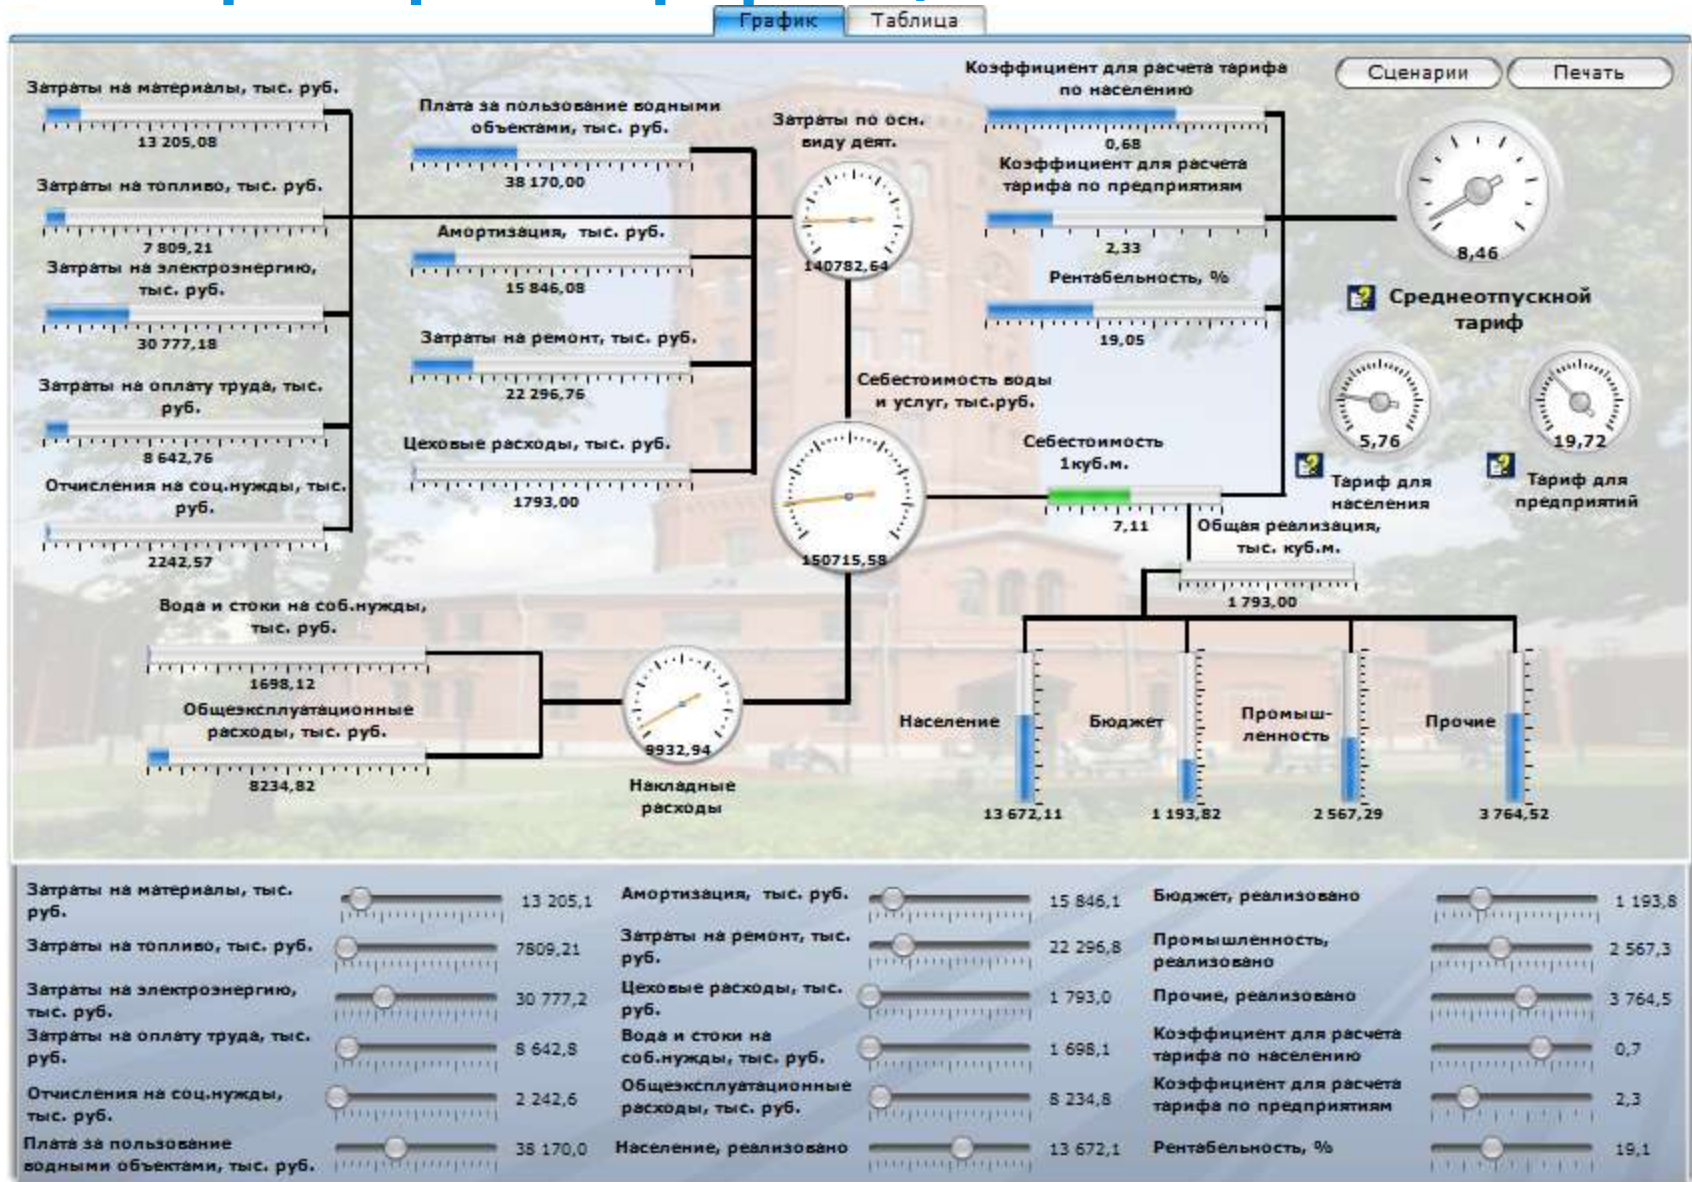 График
Таблица
Сценарии
Печать
Затраты на материалы, тыс. руб.
13 205,08
Затраты на топливо, тыс. руб.
7 809,21
Затраты на электроэнергию,
тыс. руб.
30 777,18
Затраты на оплату труда, тыс.
руб.
8 642,76
Отчисления на соц.нужды, тыс.
руб.
2242,57
Плата за пользование водными
объектами, тыс. руб.
38 170,00
Амортизация, тыс. руб.
15 846,08
Затраты на ремонт, тыс. руб.
22 296,76
Цеховые расходы, тыс. руб.
1793,00
Затраты по осн.
виду деят.
140782,64
Себестоимость воды
и услуг, тыс.руб.
150715,58
Вода и стоки на соб.нужды,
тыс. руб.
1698,12
Общеэксплуатационные
расходы, тыс. руб.
8234,82
9932,94
Накладные
расходы
Коэффициент для расчета тарифа
по населению
0,68
Коэффициент для расчета
тарифа по предприятиям
2,33
Рентабельность, %
19,05
8,46
Среднеотпускной
тариф
5,76
Тариф для
населения
19,72
Тариф для
предприятий
Себестоимость
1куб.м.
7,11
Общая реализация,
тыс. куб.м.
1 793,00
Население
13 672,11
Бюджет
1 193,82
Промыш-
ленность
2 567,29
Прочие
3 764,52
Затраты на материалы, тыс.
руб.
13 205,1
Затраты на топливо, тыс. руб.
7809,21
Затраты на электроэнергию,
тыс. руб.
30 777,2
Затраты на оплату труда, тыс.
руб.
8 642,8
Отчисления на соц.нужды,
тыс. руб.
2 242,6
Плата за пользование
водными объектами, тыс. руб.
38 170,0
Амортизация, тыс. руб.
15 846,1
Затраты на ремонт, тыс.
руб.
22 296,8
Цеховые расходы, тыс.
руб.
1 793,0
Вода и стоки на
соб.нужды, тыс. руб.
1 698,1
Общеэксплуатационные
расходы, тыс. руб.
8 234,8
Население, реализовано
13 672,1
Бюджет, реализовано
1 193,8
Промышленность,
реализовано
2 567,3
Прочие, реализовано
3 764,5
Коэффициент для расчета
тарифа по населению
0,7
Коэффициент для расчета
тарифа по предприятиям
2,3
Рентабельность, %
19,1